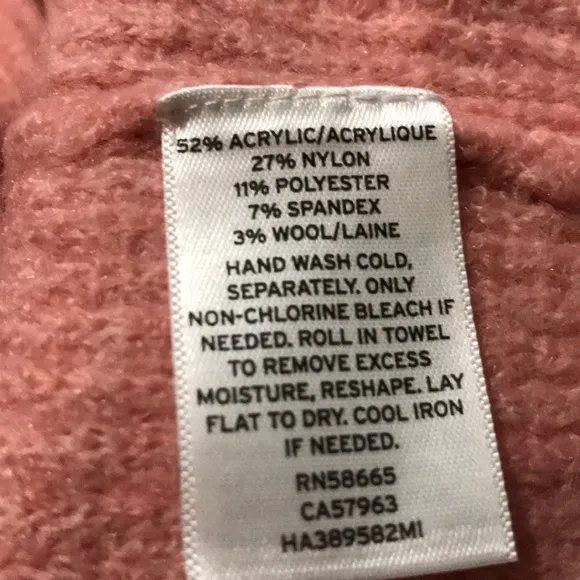 52% ACRYLIC/ACRYLIQUE
27% NYLON
11% POLYESTER
7% SPANDEX
3% WOOL/LAINE
HAND WASH COLD,
SEPARATELY. ONLY
NON-CHLORINE BLEACH IF
NEEDED. ROLL IN TOWEL
TO REMOVE EXCESS
MOISTURE, RESHAPE. LAY
FLAT TO DRY. COOL IRON
IF NEEDED.
RN58665
CA57963
HA389582MI